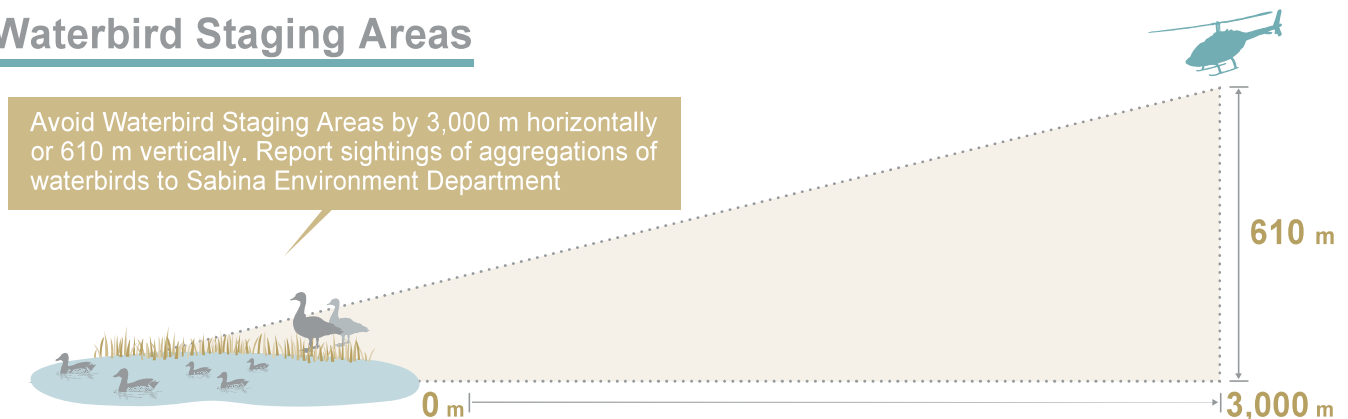 Waterbird Staging Areas
Avoid Waterbird Staging Areas by 3,000 m horizontally
or 610 m vertically. Report sightings of aggregations of
waterbirds to Sabina Environment Department
610 m
0 m
3,000 m